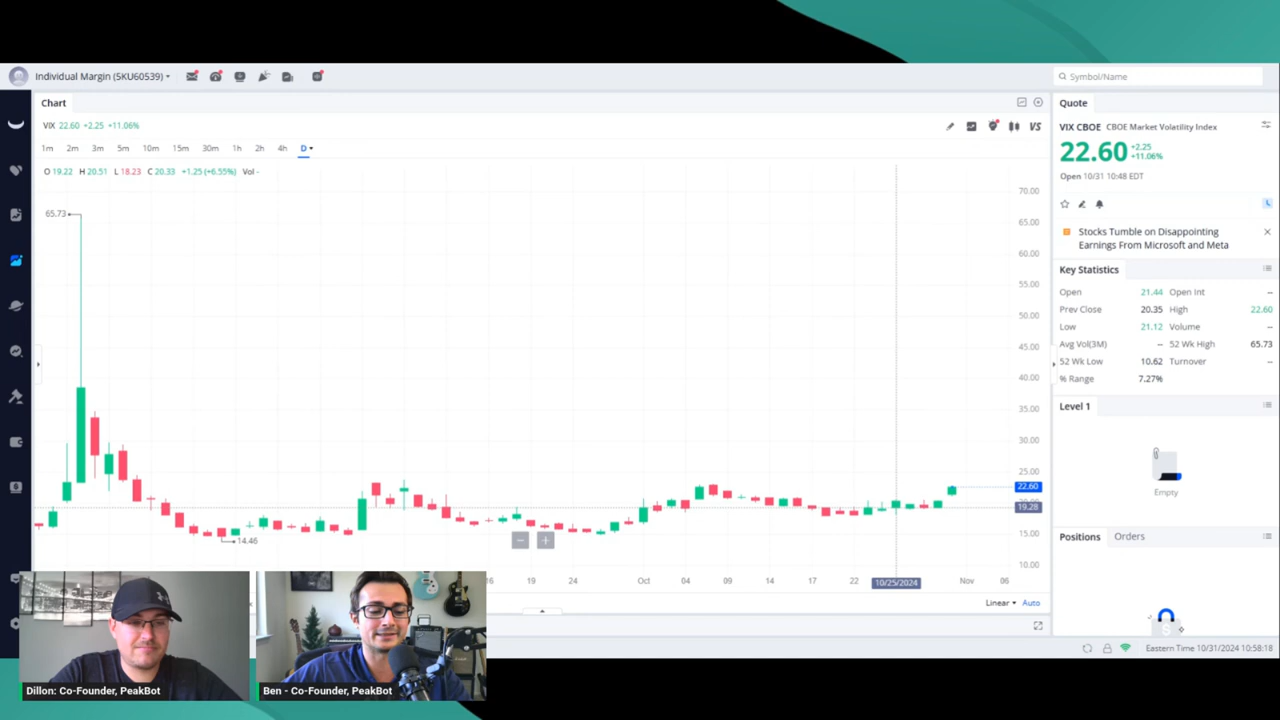 Individual Margin (5KU60539)
Symbol/Name
Chart
VIX 22.60 +2.25 +11.06%
VS
1m 2m 3m 5m 10m 15m 30m 1h 2h 4h D
O 19.22 H 20.51 L 18.23 C 20.33 +1.25 (+6.55%) Vol -
70.00
65.73
65.00
60.00
55.00
50.00
45.00
40.00
35.00
30.00
25.00
22.60
19.28
15.00
14.46
10.00
16 19 24 Oct 04 09 14 17 22 10/25/2024 Nov 06
Linear Auto
Quote
VIX CBOE CBOE Market Volatility Index
22.60 +2.25
+11.06%
Open 10/31 10:48 EDT
L
Stocks Tumble on Disappointing
Earnings From Microsoft and Meta
Key Statistics
Open 21.44 Open Int --
Prev Close 20.35 High 22.60
Low 21.12 Volume --
Avg Vol(3M) -- 52 Wk High 65.73
52 Wk Low 10.62 Turnover --
% Range 7.27%
Level 1
Empty
Positions Orders
Eastern Time 10/31/2024 10:58:18
Dillon: Co-Founder, PeakBot
Ben - Co-Founder, PeakBot